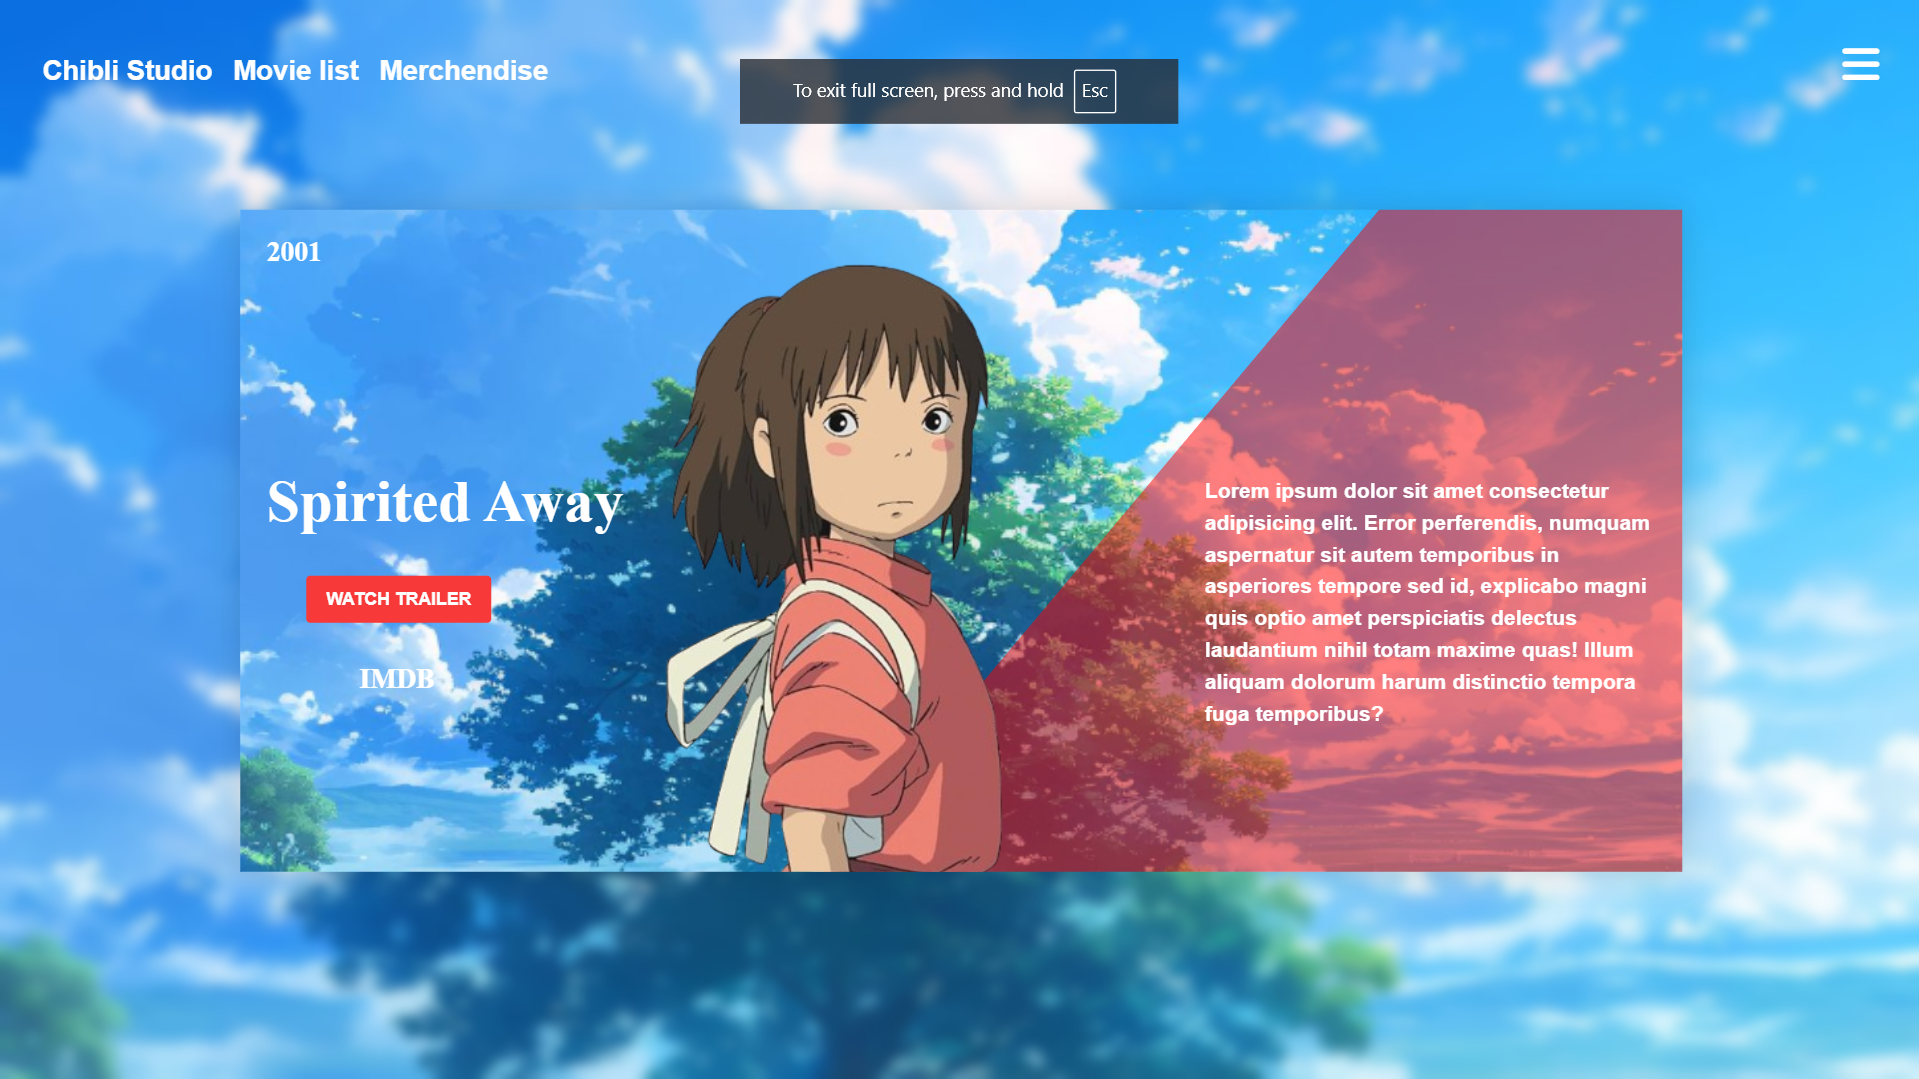 Chibli Studio Movie list Merchendise
To exit full screen, press and hold Esc
2001
Spirited Away
WATCH TRAILER
IMDB
Lorem ipsum dolor sit amet consectetur
adipisicing elit. Error perferendis, numquam
aspernatur sit autem temporibus in
asperiores tempore sed id, explicabo magni
quis optio amet perspiciatis delectus
laudantium nihil totam maxime quas! Illum
aliquam dolorum harum distinctio tempora
fuga temporibus?